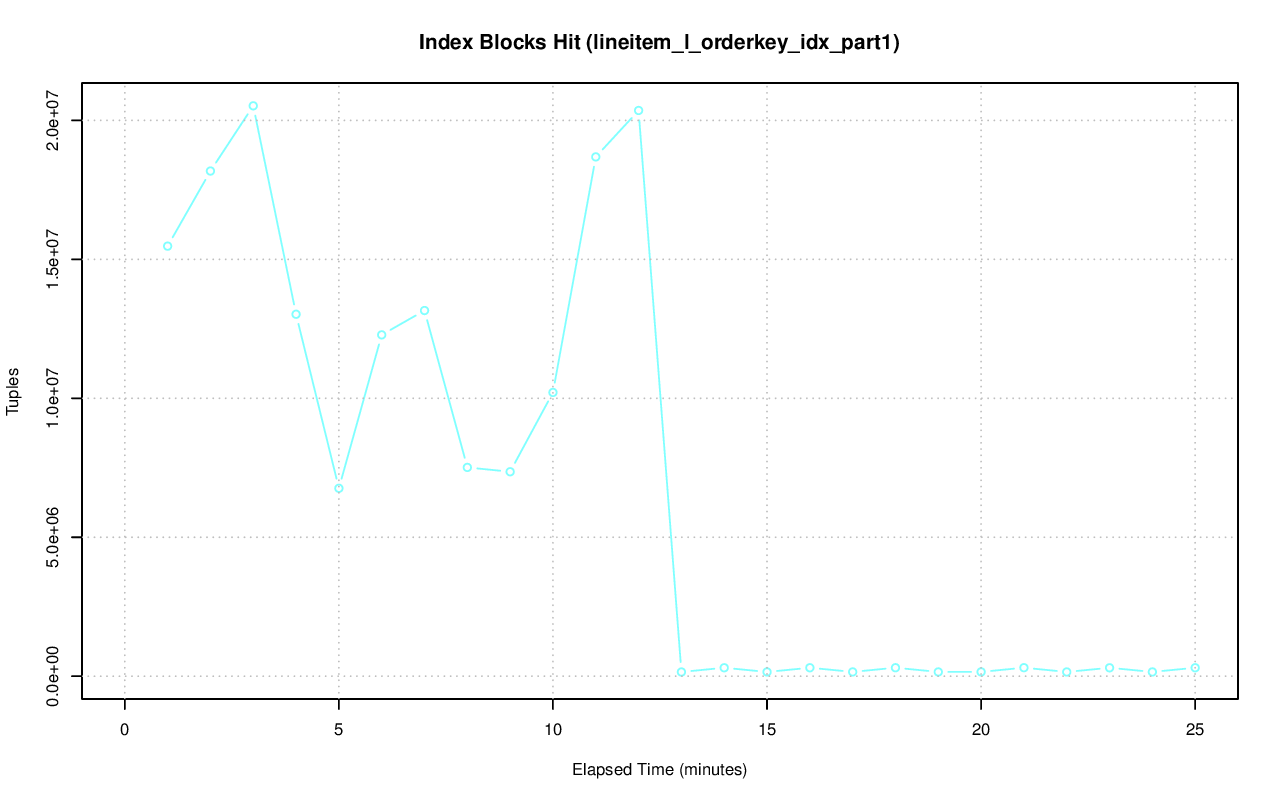 Index Blocks Hit (lineitem_l_orderkey_idx_part1)
Tuples
2.0e+07
1.5e+07
1.0e+07
5.0e+06
0.0e+00
0 5 10 15 20 25
Elapsed Time (minutes)